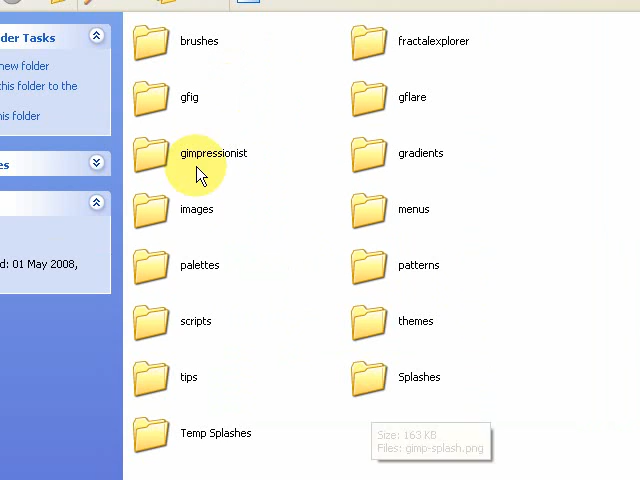 der Tasks
new folder
his folder to the
is folder
es
d: 01 May 2008,
brushes
fractalexplorer
gfig
gflare
gimpressionist
gradients
images
menus
palettes
patterns
scripts
themes
tips
Splashes
Temp Splashes
Size: 163 KB
Files: gimp-splash.png